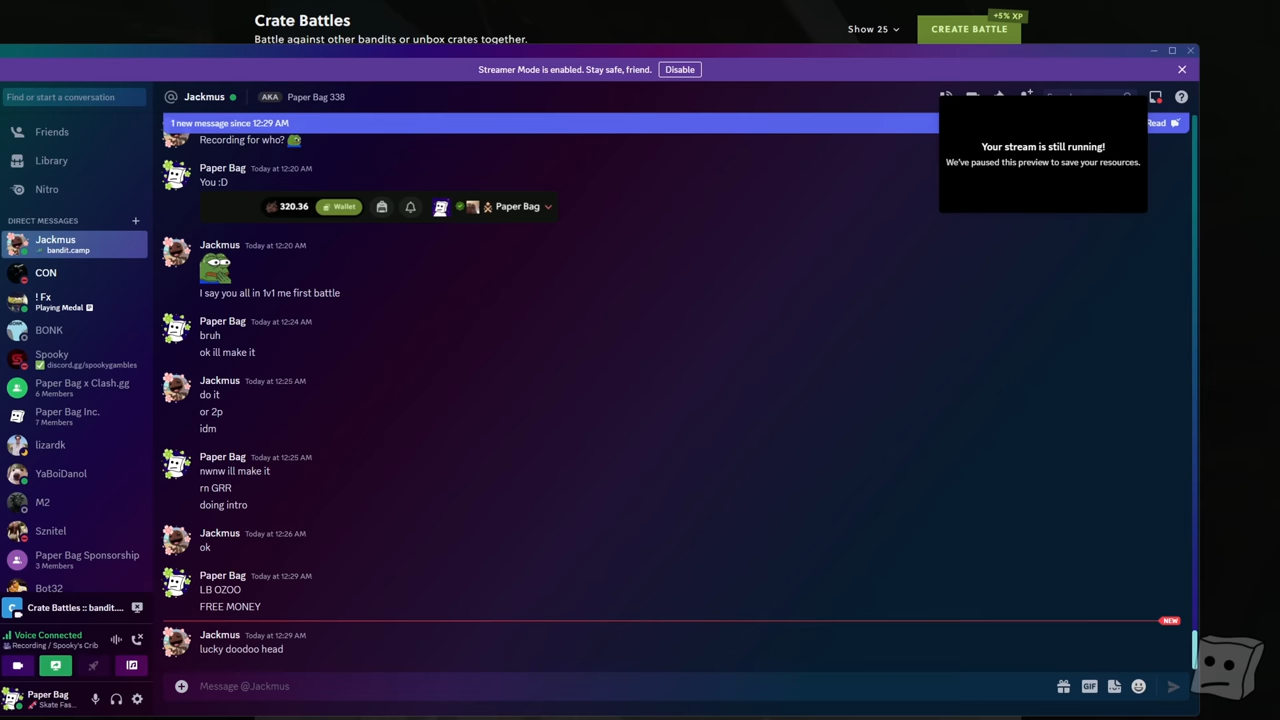 Crate Battles
Battle against other bandits or unbox crates together.
Show 25
+5% XP
CREATE BATTLE
Streamer Mode is enabled. Stay safe, friend.
Disable
Find or start a conversation
Friends
Library
Nitro
DIRECT MESSAGES
Jackmus
bandit.camp
CON
! Fx
Playing Medal
BONK
Spooky
discord.gg/spookygambles
Paper Bag x Clash.gg
6 Members
Paper Bag Inc.
7 Members
lizardk
YaBoiDanol
M2
Sznitel
Paper Bag Sponsorship
3 Members
Bot32
Crate Battles :: bandit....
Voice Connected
Recording / Spooky's Crib
Paper Bag
Skate Fas...
Jackmus
AKA Paper Bag 338
1 new message since 12:29 AM
Read
Your stream is still running!
We've paused this preview to save your resources.
Recording for who?
Paper Bag Today at 12:20 AM
You :D
320.36 Wallet Paper Bag
Jackmus Today at 12:20 AM
I say you all in 1v1 me first battle
Paper Bag Today at 12:24 AM
bruh
ok ill make it
Jackmus Today at 12:25 AM
do it
or 2p
idm
Paper Bag Today at 12:25 AM
nwnw ill make it
rn GRR
doing intro
Jackmus Today at 12:26 AM
ok
Paper Bag Today at 12:29 AM
LB OZOO
FREE MONEY
NEW
Jackmus Today at 12:29 AM
lucky doodoo head
Message @Jackmus
GIF